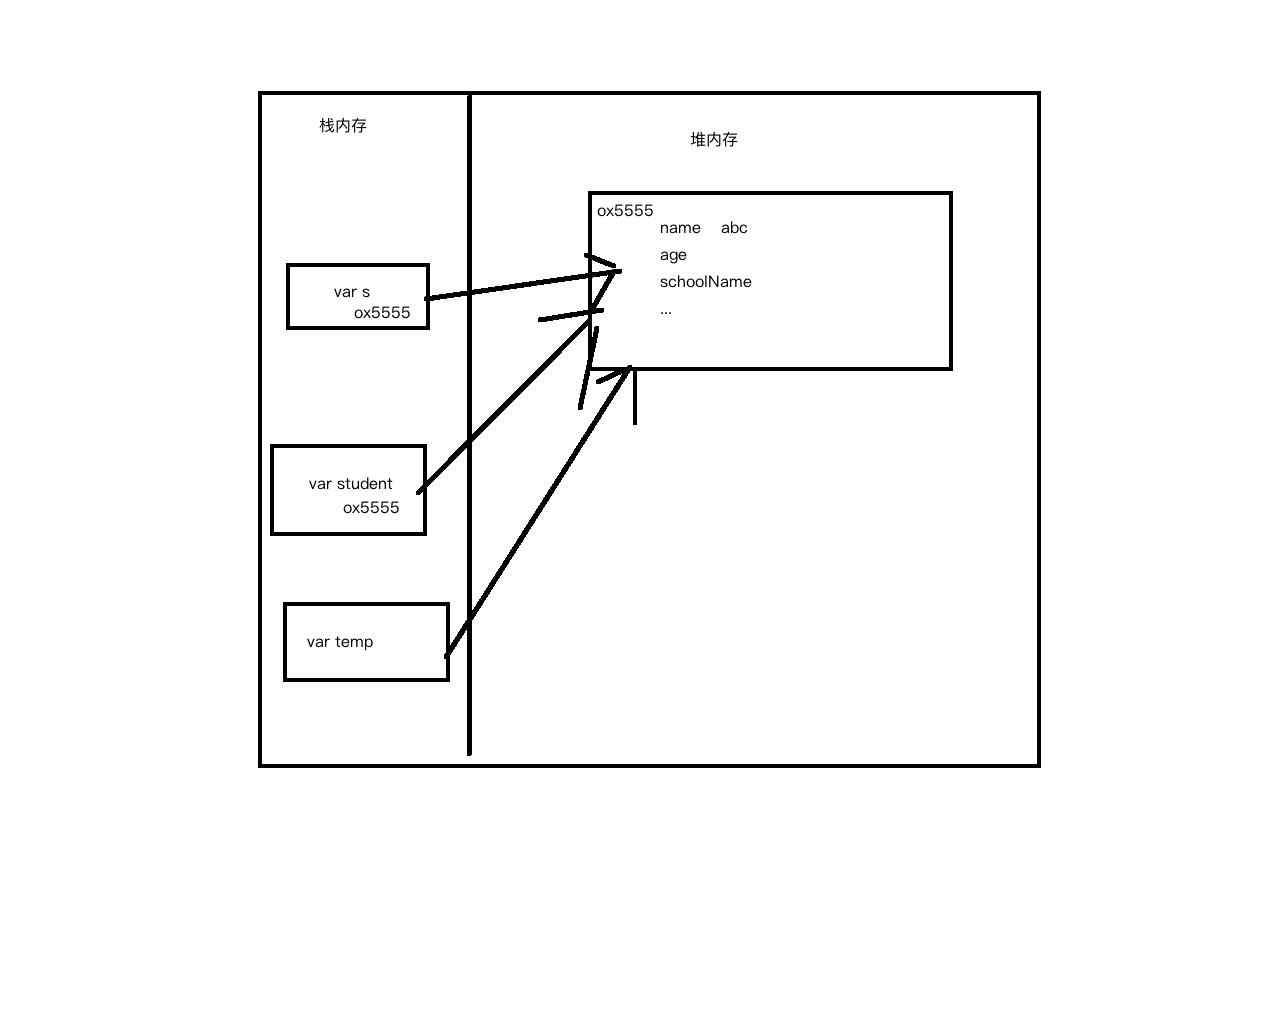 栈内存
堆内存
ox5555
name abc
age
schoolName
...
var s
ox5555
var student
ox5555
var temp